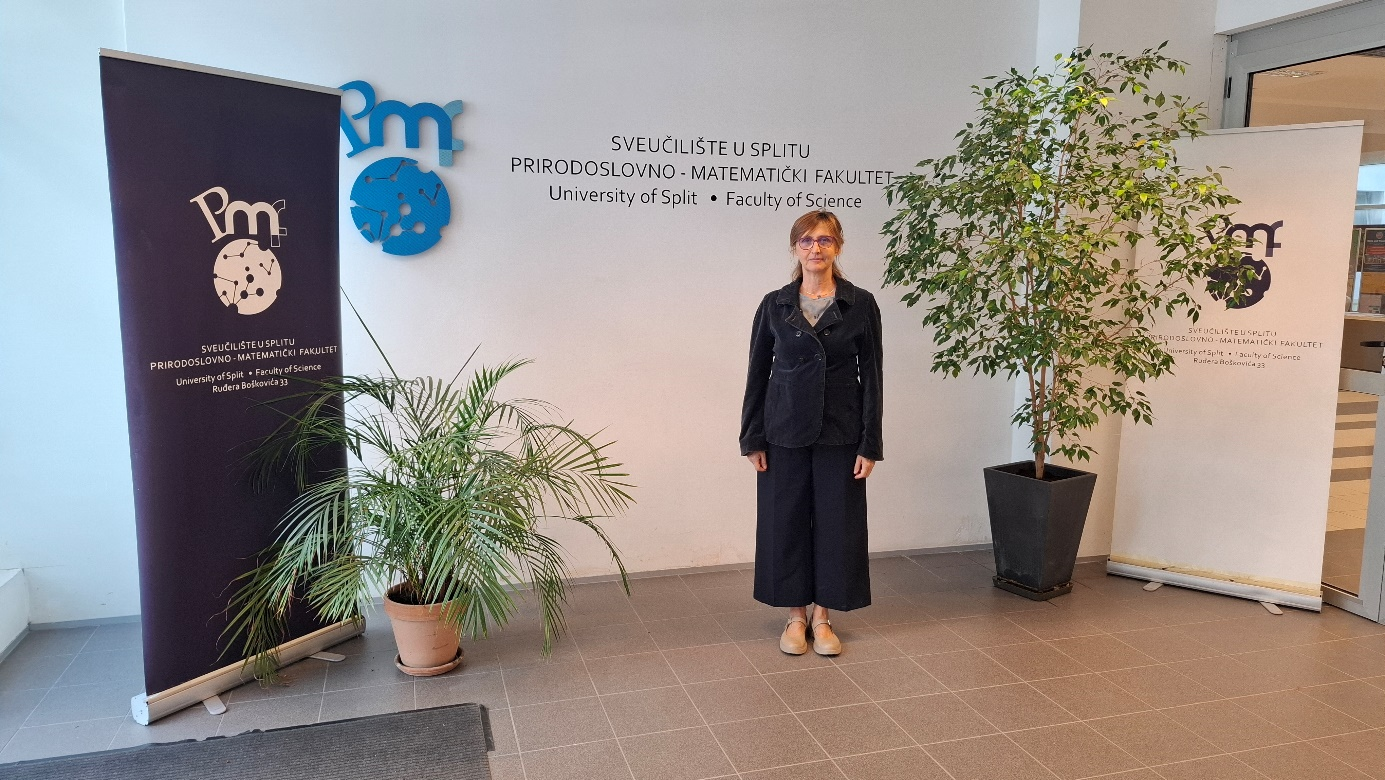 Pmf
SVEUČILIŠTE U SPLITU
PRIRODOSLOVNO - MATEMATIČKI FAKULTET
University of Split • Faculty of Science
Ruđera Boškovića 33
Pmf
SVEUČILIŠTE U SPLITU
PRIRODOSLOVNO - MATEMATIČKI FAKULTET
University of Split • Faculty of Science
Pmf
SVEUČILIŠTE U SPLITU
PRIRODOSLOVNO - MATEMATIČKI FAKULTET
University of Split • Faculty of Science
Ruđera Boškovića 33